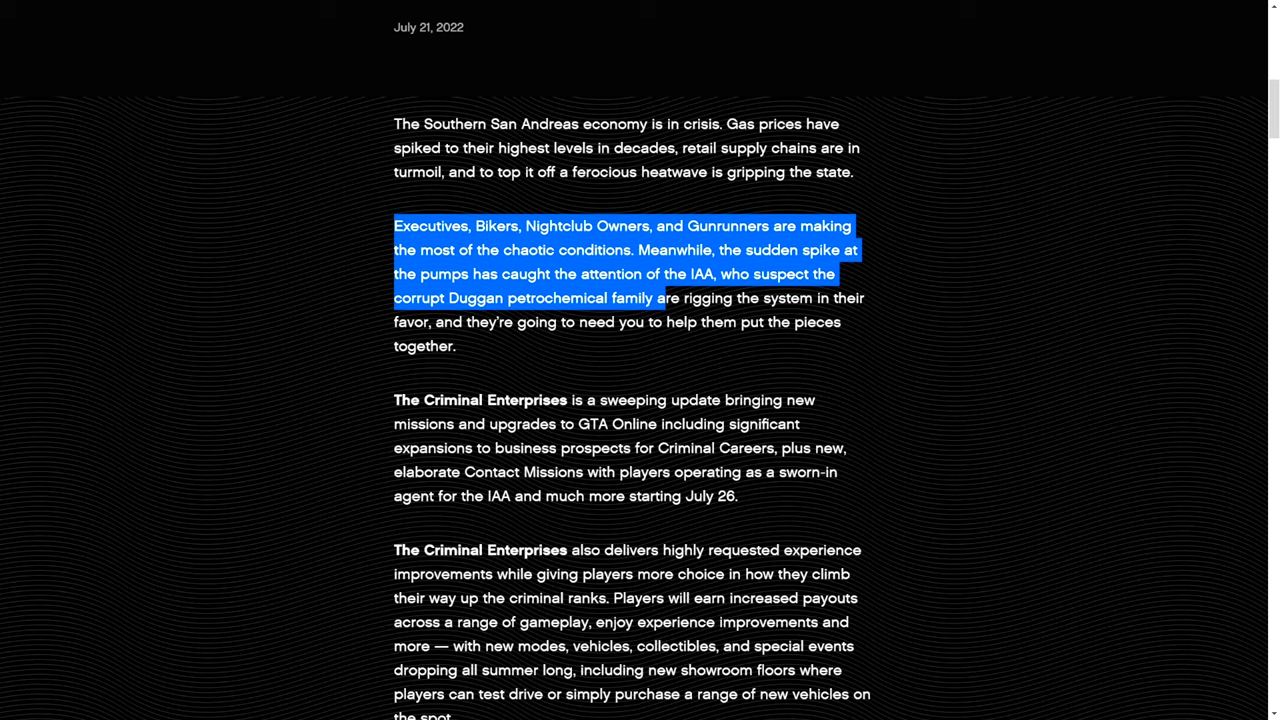 July 21, 2022
The Southern San Andreas economy is in crisis. Gas prices have
spiked to their highest levels in decades, retail supply chains are in
turmoil, and to top it off a ferocious heatwave is gripping the state.
Executives, Bikers, Nightclub Owners, and Gunrunners are making
the most of the chaotic conditions. Meanwhile, the sudden spike at
the pumps has caught the attention of the IAA, who suspect the
corrupt Duggan petrochemical family are rigging the system in their
favor, and they’re going to need you to help them put the pieces
together.
The Criminal Enterprises is a sweeping update bringing new
missions and upgrades to GTA Online including significant
expansions to business prospects for Criminal Careers, plus new,
elaborate Contact Missions with players operating as a sworn-in
agent for the IAA and much more starting July 26.
The Criminal Enterprises also delivers highly requested experience
improvements while giving players more choice in how they climb
their way up the criminal ranks. Players will earn increased payouts
across a range of gameplay, enjoy experience improvements and
more — with new modes, vehicles, collectibles, and special events
dropping all summer long, including new showroom floors where
players can test drive or simply purchase a range of new vehicles on
the spot